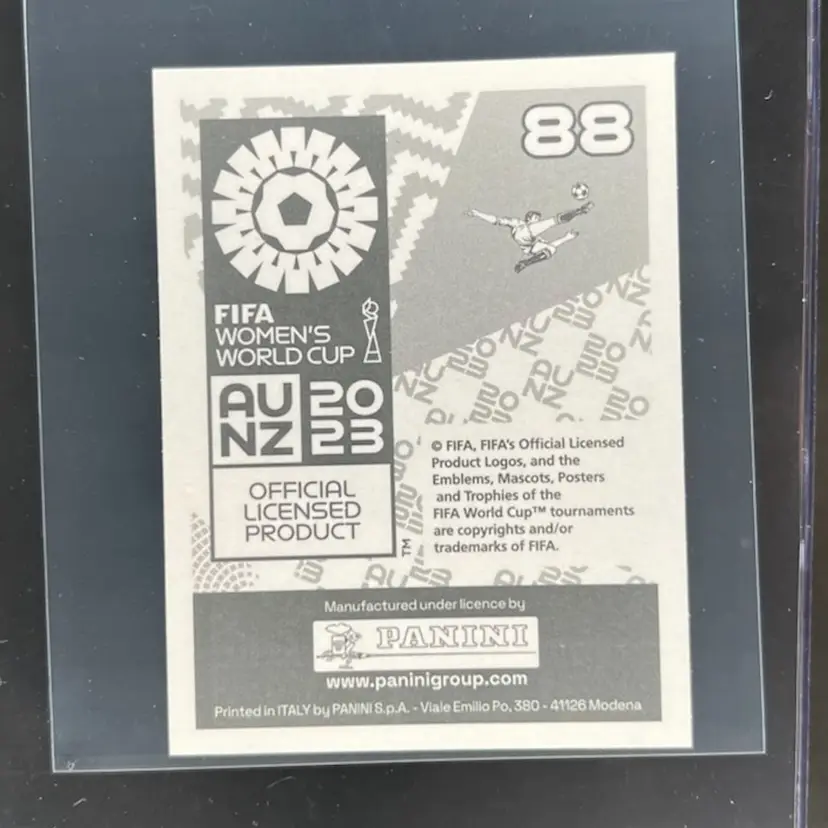 88
FIFA
WOMEN'S
WORLD CUP
AU 20
NZ 23
OFFICIAL
LICENSED
PRODUCT
TM
© FIFA, FIFA's Official Licensed
Product Logos, and the
Emblems, Mascots, Posters
and Trophies of the
FIFA World Cup™ tournaments
are copyrights and/or
trademarks of FIFA.
Manufactured under licence by
PANINI
www.paninigroup.com
Printed in ITALY by PANINI S.p.A. - Viale Emilio Po, 380 - 41126 Modena